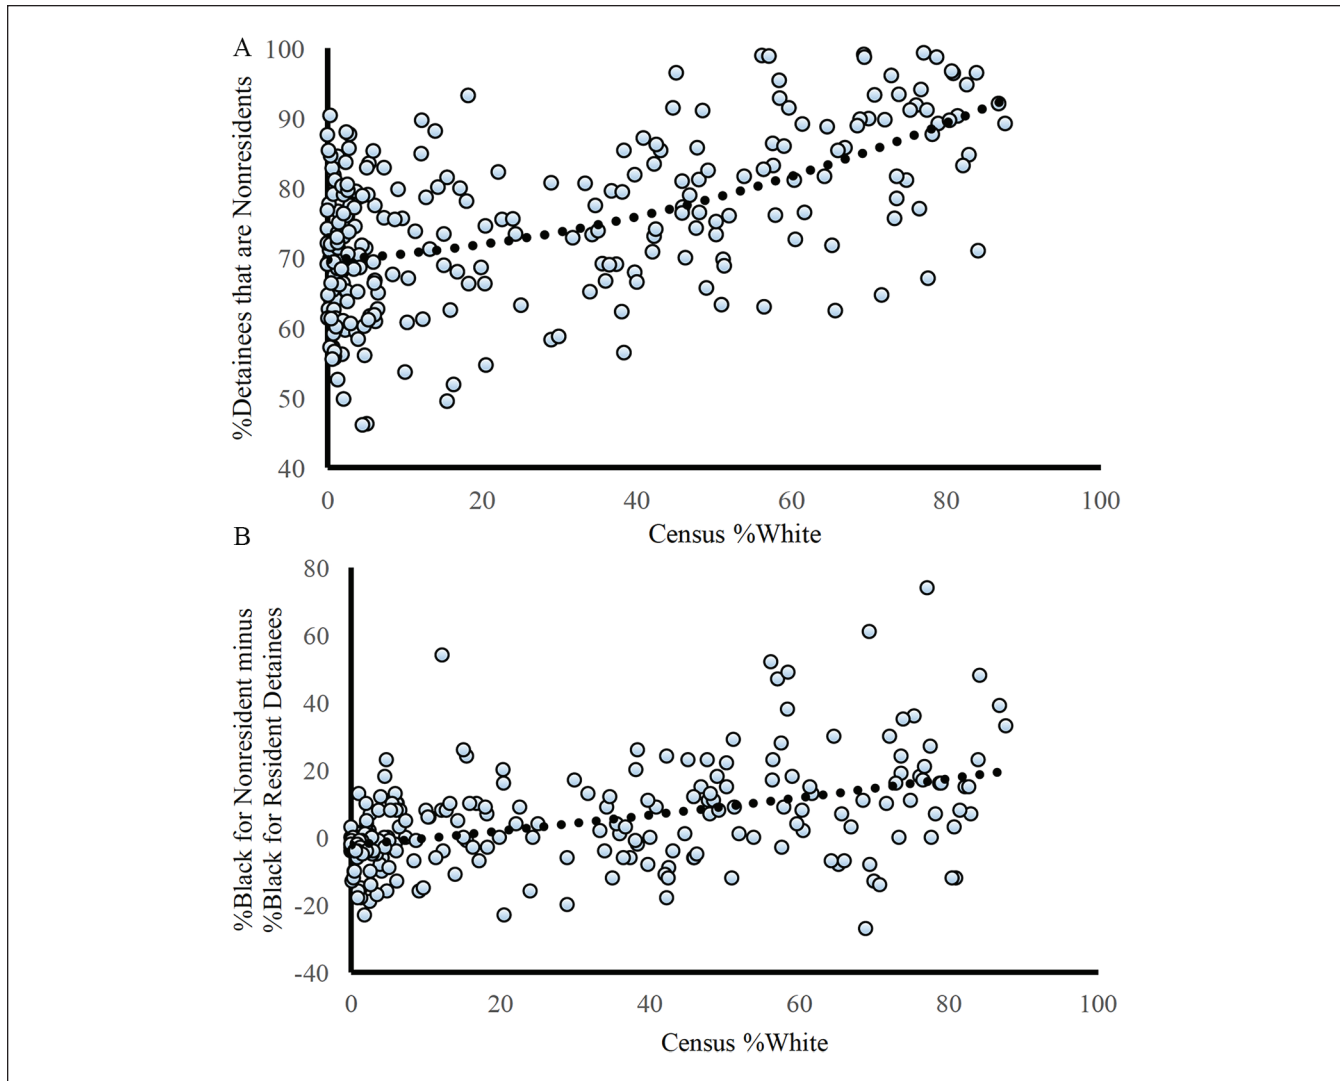 A
100
90
80
70
60
50
40
%Detainees that are Nonresidents
0 20 40 60 80 100
Census %White
B
80
60
40
20
0
-20
-40
%Black for Nonresident minus
%Black for Resident Detainees
0 20 40 60 80 100
Census %White